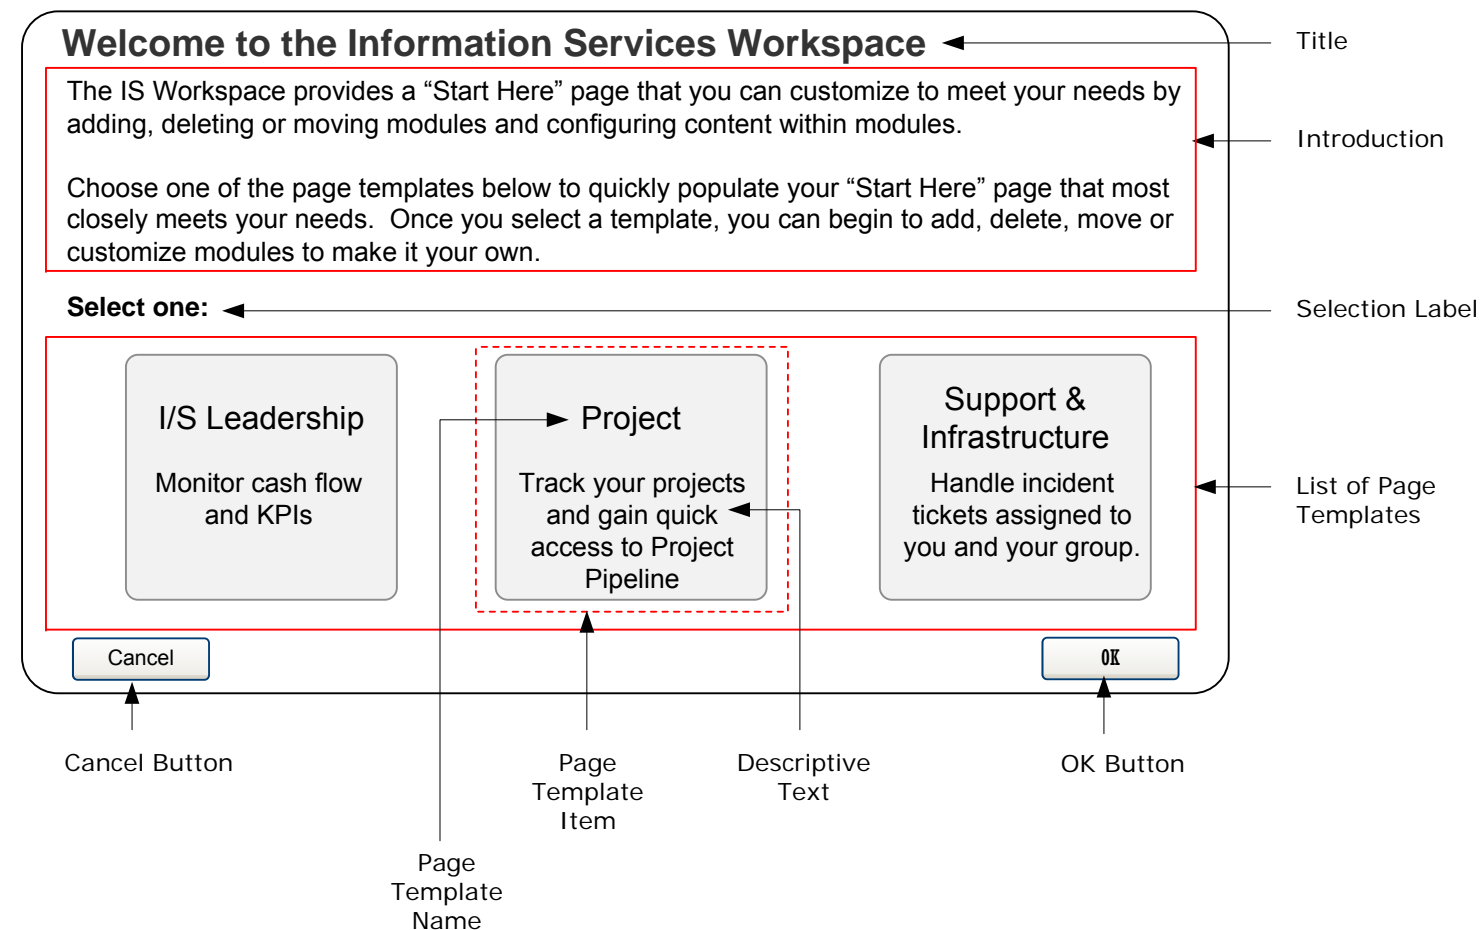 Welcome to the Information Services Workspace
Title
The IS Workspace provides a “Start Here” page that you can customize to meet your needs by
adding, deleting or moving modules and configuring content within modules.
Introduction
Choose one of the page templates below to quickly populate your “Start Here” page that most
closely meets your needs.  Once you select a template, you can begin to add, delete, move or
customize modules to make it your own.
Select one:
Selection Label
I/S Leadership
Monitor cash flow
and KPIs
Project
Track your projects
and gain quick
access to Project
Pipeline
Support &
Infrastructure
Handle incident
tickets assigned to
you and your group.
List of Page
Templates
Cancel
OK
Cancel Button
Page
Template
Item
Descriptive
Text
OK Button
Page
Template
Name